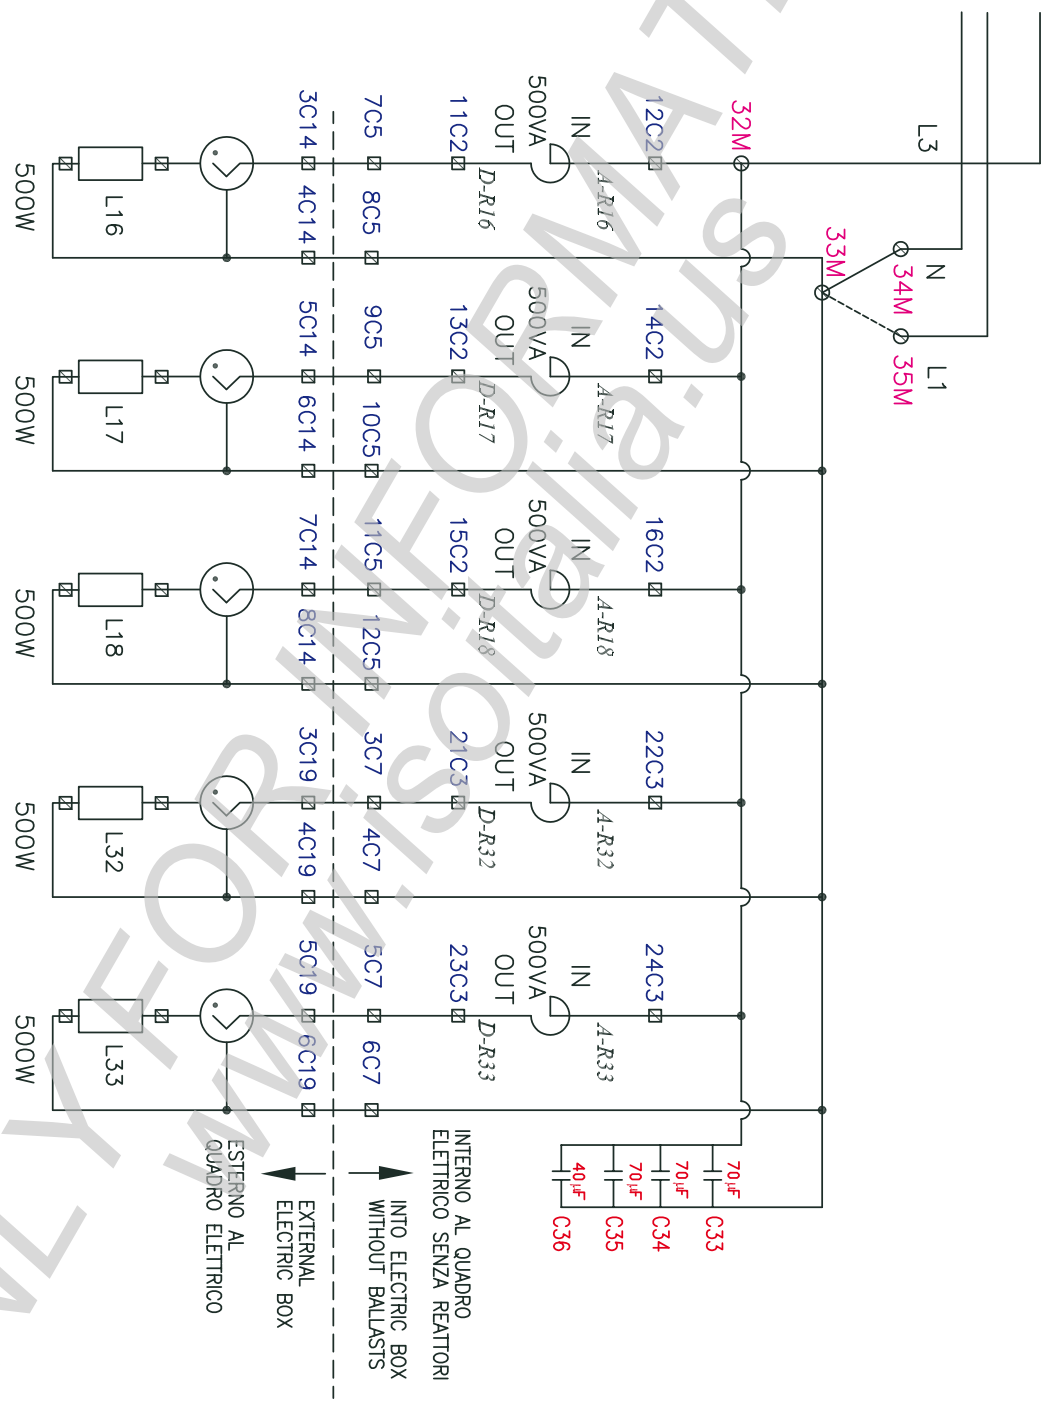 L3
N
L1
32M
33M
34M
35M
12C2
14C2
16C2
22C3
24C3
A-R16
A-R17
A-R18
A-R32
A-R33
IN
IN
IN
IN
IN
500VA
500VA
500VA
500VA
500VA
OUT
OUT
OUT
OUT
OUT
D-R16
D-R17
D-R18
D-R32
D-R33
11C2
13C2
15C2
21C3
23C3
7C5
8C5
9C5
10C5
11C5
12C5
3C7
4C7
5C7
6C7
3C14
4C14
5C14
6C14
7C14
8C14
3C19
4C19
5C19
6C19
L16
L17
L18
L32
L33
500W
500W
500W
500W
500W
70µF
70µF
70µF
40µF
C33
C34
C35
C36
INTERNO AL QUADRO
ELETTRICO SENZA REATTORI
INTO ELECTRIC BOX
WITHOUT BALLASTS
EXTERNAL
ELECTRIC BOX
ESTERNO AL
QUADRO ELETTRICO
NLY FOR INFORMAT
www.isoitalia.us